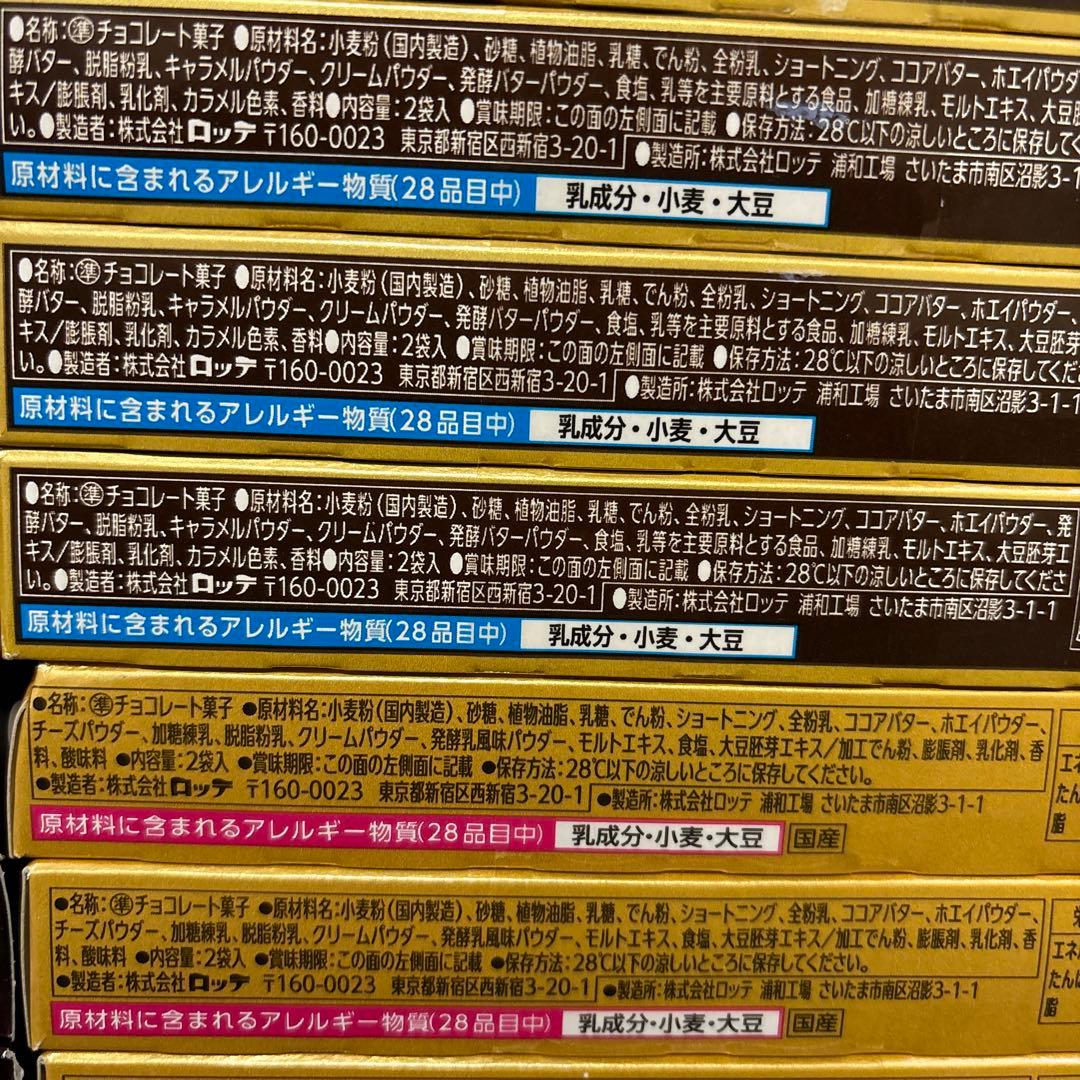 ●名称:㊟チョコレート菓子 ●原材料名:小麦粉(国内製造)、砂糖、植物油脂、乳糖、でん粉、全粉乳、ショートニング、ココアバター、ホエイパウダ
酵バター、脱脂粉乳、キャラメルパウダー、クリームパウダー、発酵バターパウダー、食塩、乳等を主要原料とする食品、加糖練乳、モルトエキス、大豆
キス/膨脹剤、乳化剤、カラメル色素、香料●内容量:2袋入 ●賞味期限:この面の左側面に記載 ●保存方法:28℃以下の涼しいところに保存してく
い。●製造者:株式会社ロッテ 〒160-0023 東京都新宿区西新宿3-20-1 ●製造所:株式会社ロッテ 浦和工場 さいたま市南区沼影3-1
原材料に含まれるアレルギー物質(28品目中) 乳成分・小麦・大豆
●名称:準チョコレート菓子 ●原材料名:小麦粉(国内製造)、砂糖、植物油脂、乳糖、でん粉、全粉乳、ショートニング、ココアバター、ホエイパウダー、
酵バター、脱脂粉乳、キャラメルパウダー、クリームパウダー、発酵バターパウダー、食塩、乳等を主要原料とする食品、加糖練乳、モルトエキス、大豆胚芽
キス/膨脹剤、乳化剤、カラメル色素、香料●内容量:2袋入 ●賞味期限:この面の左側面に記載 ●保存方法:28℃以下の涼しいところに保存してくだ
い。●製造者:株式会社ロッテ 〒160-0023 東京都新宿区西新宿3-20-1 ●製造所:株式会社ロッテ 浦和工場 さいたま市南区沼影3-1-1
原材料に含まれるアレルギー物質(28品目中) 乳成分・小麦・大豆
●名称:準チョコレート菓子 ●原材料名:小麦粉(国内製造)、砂糖、植物油脂、乳糖、でん粉、全粉乳、ショートニング、ココアバター、ホエイパウダー、発
酵バター、脱脂粉乳、キャラメルパウダー、クリームパウダー、発酵バターパウダー、食塩、乳等を主要原料とする食品、加糖練乳、モルトエキス、大豆胚芽エ
キス/膨脹剤、乳化剤、カラメル色素、香料●内容量:2袋入 ●賞味期限:この面の左側面に記載 ●保存方法:28℃以下の涼しいところに保存してくださ
い。●製造者:株式会社ロッテ 〒160-0023 東京都新宿区西新宿3-20-1 ●製造所:株式会社ロッテ 浦和工場 さいたま市南区沼影3-1-1
原材料に含まれるアレルギー物質(28品目中) 乳成分・小麦・大豆
●名称:準チョコレート菓子 ●原材料名:小麦粉(国内製造)、砂糖、植物油脂、乳糖、でん粉、ショートニング、全粉乳、ココアバター、ホエイパウダー、
チーズパウダー、加糖練乳、脱脂粉乳、クリームパウダー、発酵乳風味パウダー、モルトエキス、食塩、大豆胚芽エキス/加工でん粉、膨脹剤、乳化剤、香
料、酸味料 ●内容量:2袋入 ●賞味期限:この面の左側面に記載 ●保存方法:28℃以下の涼しいところに保存してください。
●製造者:株式会社ロッテ 〒160-0023 東京都新宿区西新宿3-20-1 ●製造所:株式会社ロッテ 浦和工場 さいたま市南区沼影3-1-1
原材料に含まれるアレルギー物質(28品目中) 乳成分・小麦・大豆 国産
エネ
たん
脂
●名称:準チョコレート菓子 ●原材料名:小麦粉(国内製造)、砂糖、植物油脂、乳糖、でん粉、ショートニング、全粉乳、ココアバター、ホエイパウダー、
チーズパウダー、加糖練乳、脱脂粉乳、クリームパウダー、発酵乳風味パウダー、モルトエキス、食塩、大豆胚芽エキス/加工でん粉、膨脹剤、乳化剤、香
料、酸味料 ●内容量:2袋入 ●賞味期限:この面の左側面に記載 ●保存方法:28℃以下の涼しいところに保存してください。
●製造者:株式会社ロッテ 〒160-0023 東京都新宿区西新宿3-20-1 ●製造所:株式会社ロッテ 浦和工場 さいたま市南区沼影3-1-1
原材料に含まれるアレルギー物質(28品目中) 乳成分・小麦・大豆 国産
エネ
たん
脂